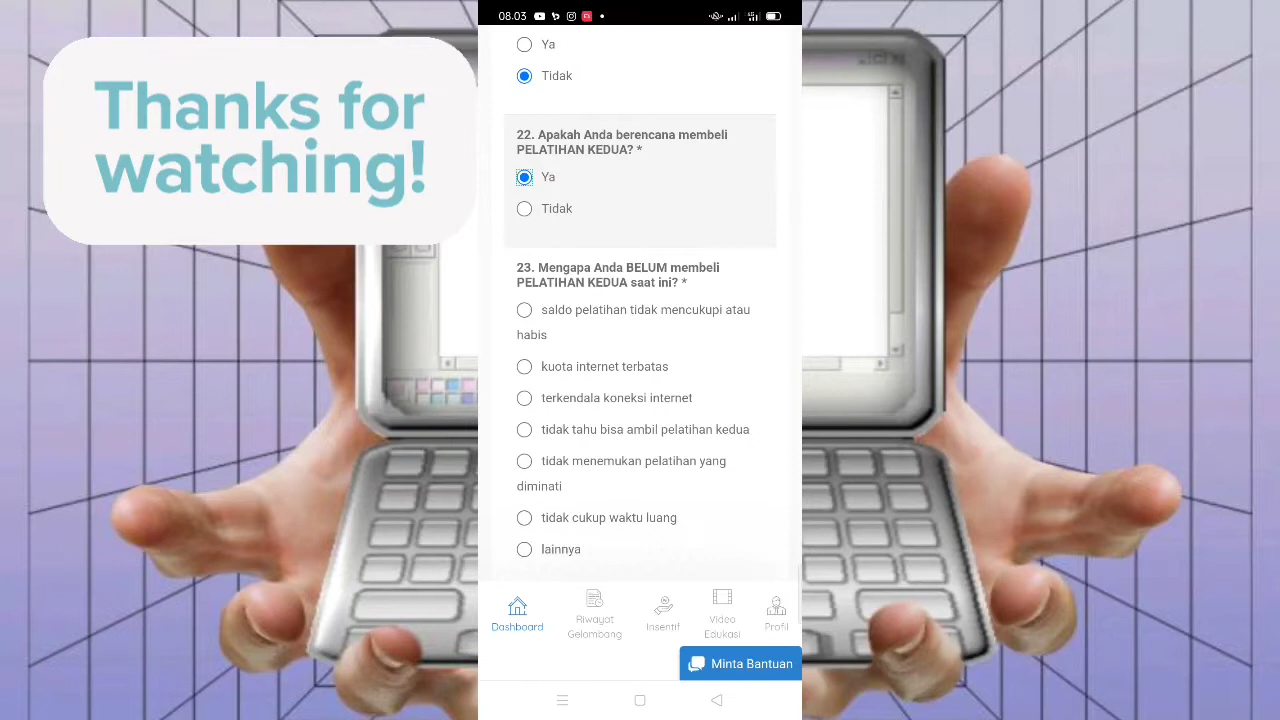 Thanks for
watching!
08.03
Ya
Tidak
22. Apakah Anda berencana membeli
PELATIHAN KEDUA? *
Ya
Tidak
23. Mengapa Anda BELUM membeli
PELATIHAN KEDUA saat ini? *
saldo pelatihan tidak mencukupi atau
habis
kuota internet terbatas
terkendala koneksi internet
tidak tahu bisa ambil pelatihan kedua
tidak menemukan pelatihan yang
diminati
tidak cukup waktu luang
lainnya
Dashboard
Riwayat
Gelombang
Insentif
Video
Edukasi
Profil
Minta Bantuan